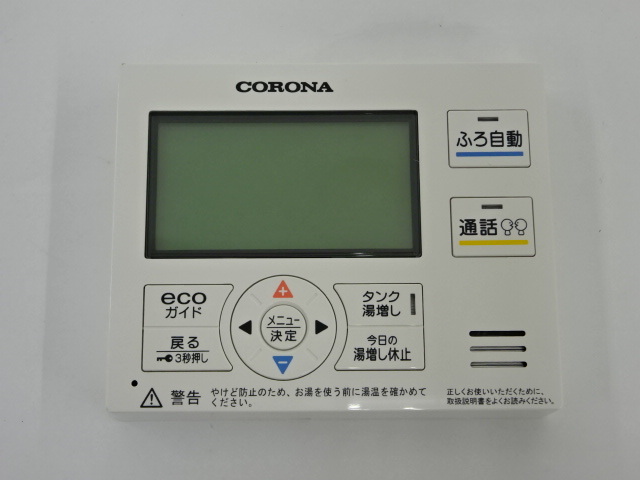 CORONA
ふろ自動
通話
eco
ガイド
＋
タンク
湯増し
メニュー
決定
戻る
3秒押し
今日の
湯増し休止
－
警告
やけど防止のため、お湯を使う前に湯温を確かめて
ください。
正しくお使いいただくために、
取扱説明書をよくお読みください。